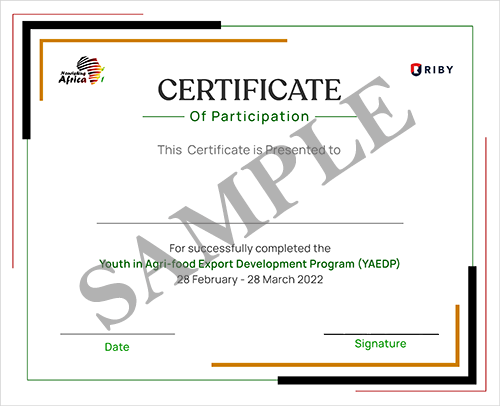 Nourishing
Africa
RIBY
CERTIFICATE
Of Participation
This Certificate is Presented to
SAMPLE
For successfully completed the
Youth in Agri-food Export Development Program (YAEDP)
28 February - 28 March 2022
Date
Signature